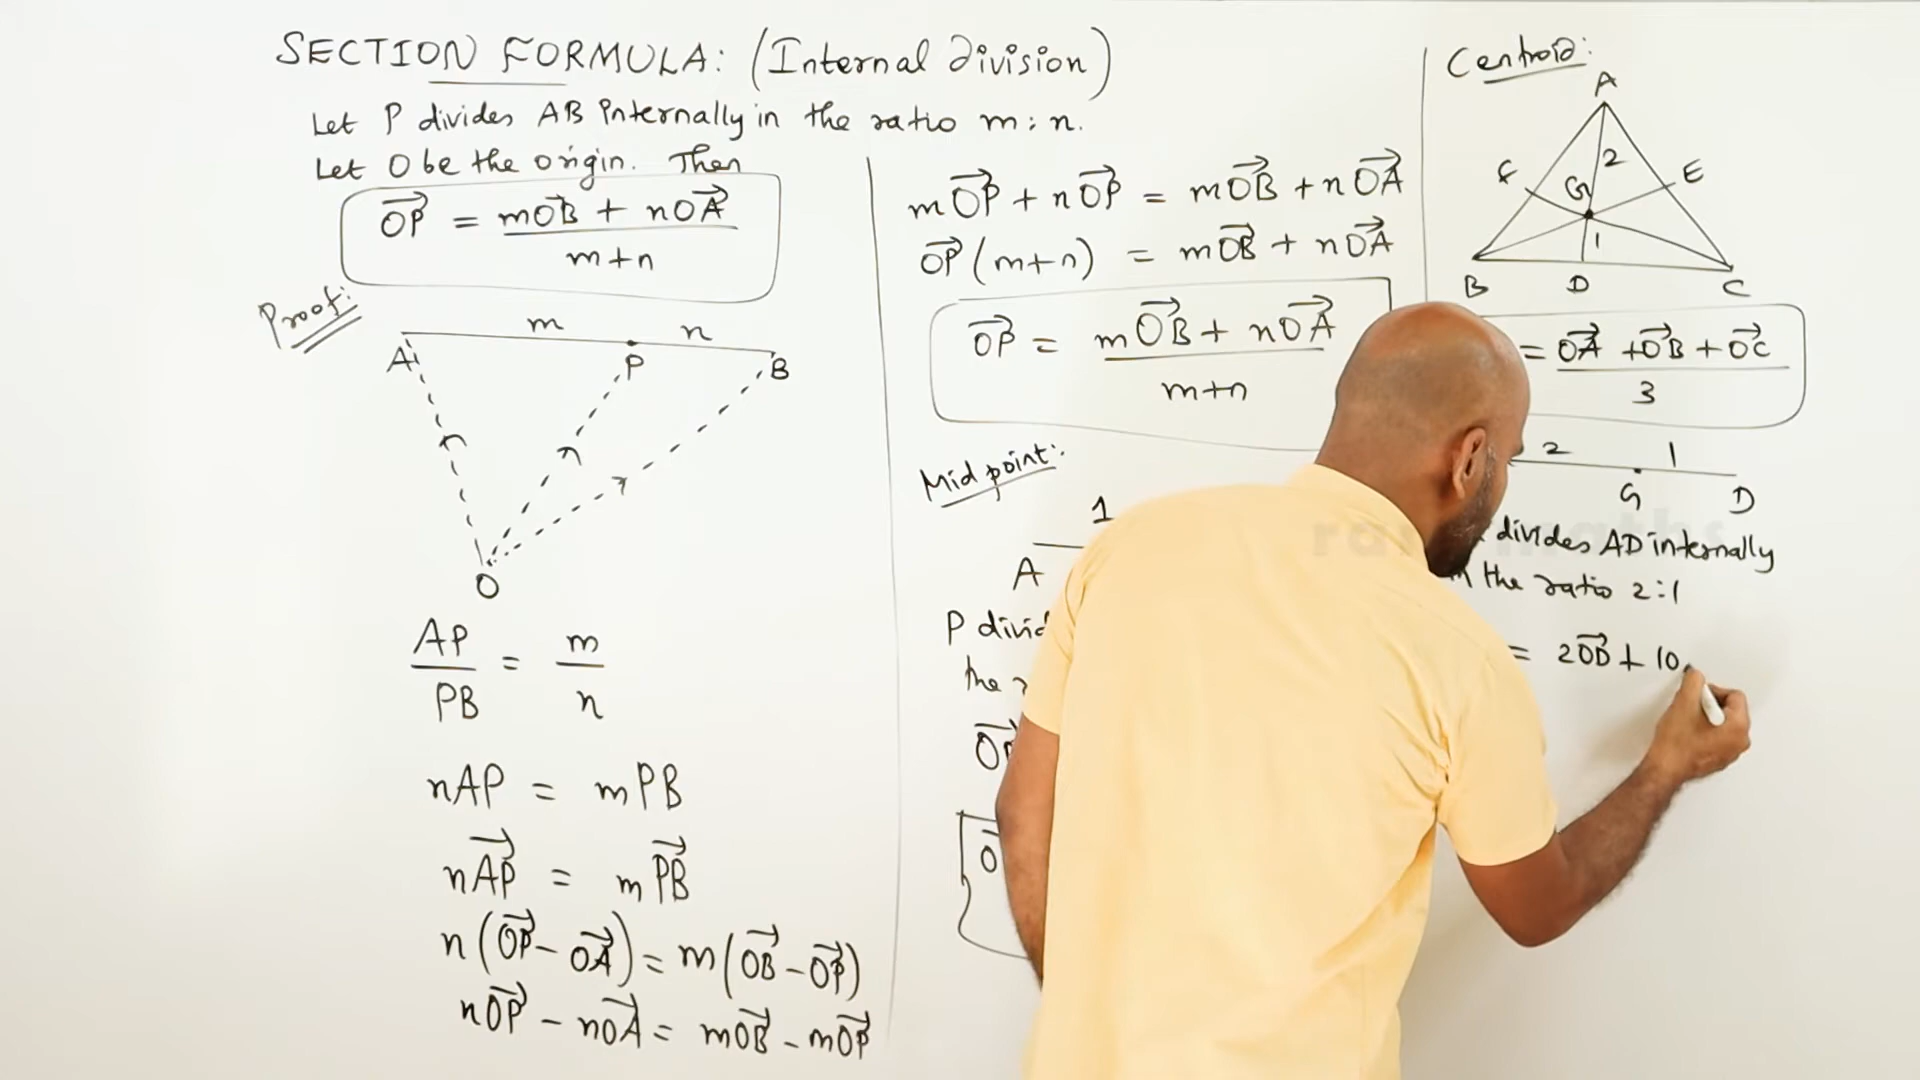 SECTION FORMULA: (Internal Division)
Let P divides AB Internally in the ratio m:n.
Let O be the origin. Then
OP⃗ = mOB⃗ + nOA⃗ / m+n
Proof:
m n
A P B
O
AP/PB = m/n
nAP = mPB
nAP⃗ = mPB⃗
n(OP⃗ - OA⃗) = m(OB⃗ - OP⃗)
nOP⃗ - nOA⃗ = mOB⃗ - mOP⃗
mOP⃗ + nOP⃗ = mOB⃗ + nOA⃗
OP⃗(m+n) = mOB⃗ + nOA⃗
OP⃗ = mOB⃗ + nOA⃗ / m+n
Mid point:
1
A
P
the
Centroid:
A
2
F G E
1
B D C
= OA⃗ + OB⃗ + OC⃗ / 3
2 1
G D
divides AD internally
the ratio 2:1
= 2OD⃗ + 1O